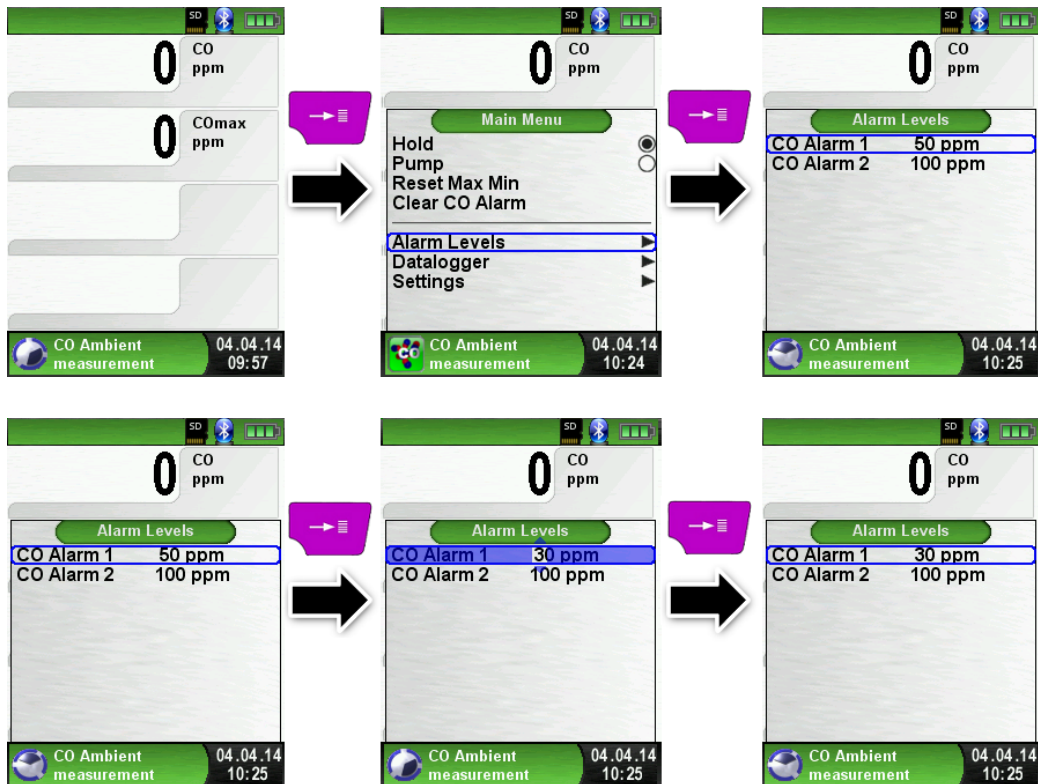 SD
0 CO
ppm
0 COmax
ppm
CO Ambient 04.04.14
measurement 09:57
SD
0 CO
ppm
Main Menu
Hold
Pump
Reset Max Min
Clear CO Alarm
Alarm Levels
Datalogger
Settings
CO
CO Ambient 04.04.14
measurement 10:24
SD
0 CO
ppm
Alarm Levels
CO Alarm 1 50 ppm
CO Alarm 2 100 ppm
CO Ambient 04.04.14
measurement 10:25
SD
0 CO
ppm
Alarm Levels
CO Alarm 1 50 ppm
CO Alarm 2 100 ppm
CO Ambient 04.04.14
measurement 10:25
SD
0 CO
ppm
Alarm Levels
CO Alarm 1 30 ppm
CO Alarm 2 100 ppm
CO Ambient 04.04.14
measurement 10:25
SD
0 CO
ppm
Alarm Levels
CO Alarm 1 30 ppm
CO Alarm 2 100 ppm
CO Ambient 04.04.14
measurement 10:25